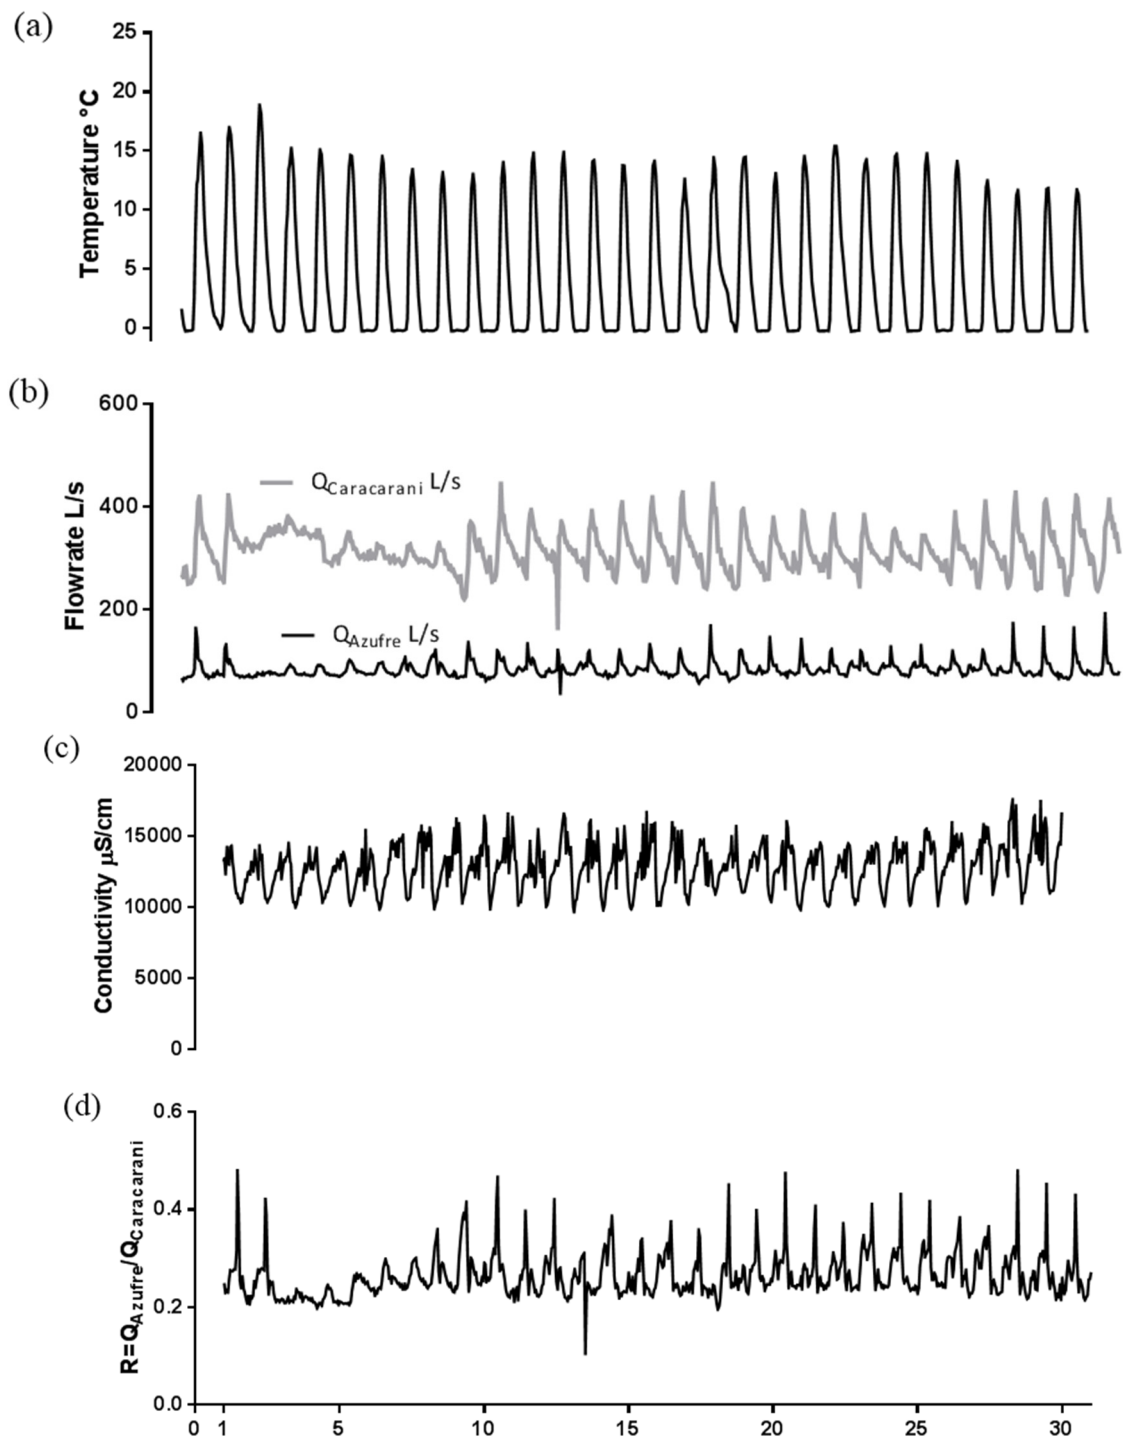 (a)
25
20
15
10
5
0
Temperature °C
(b)
600
400
200
0
Flowrate L/s
QCaracarani L/s
QAzufre L/s
(c)
20000
15000
10000
5000
0
Conductivity µS/cm
(d)
0.6
0.4
0.2
0.0
R=QAzufre/QCaracarani
0 1 5 10 15 20 25 30